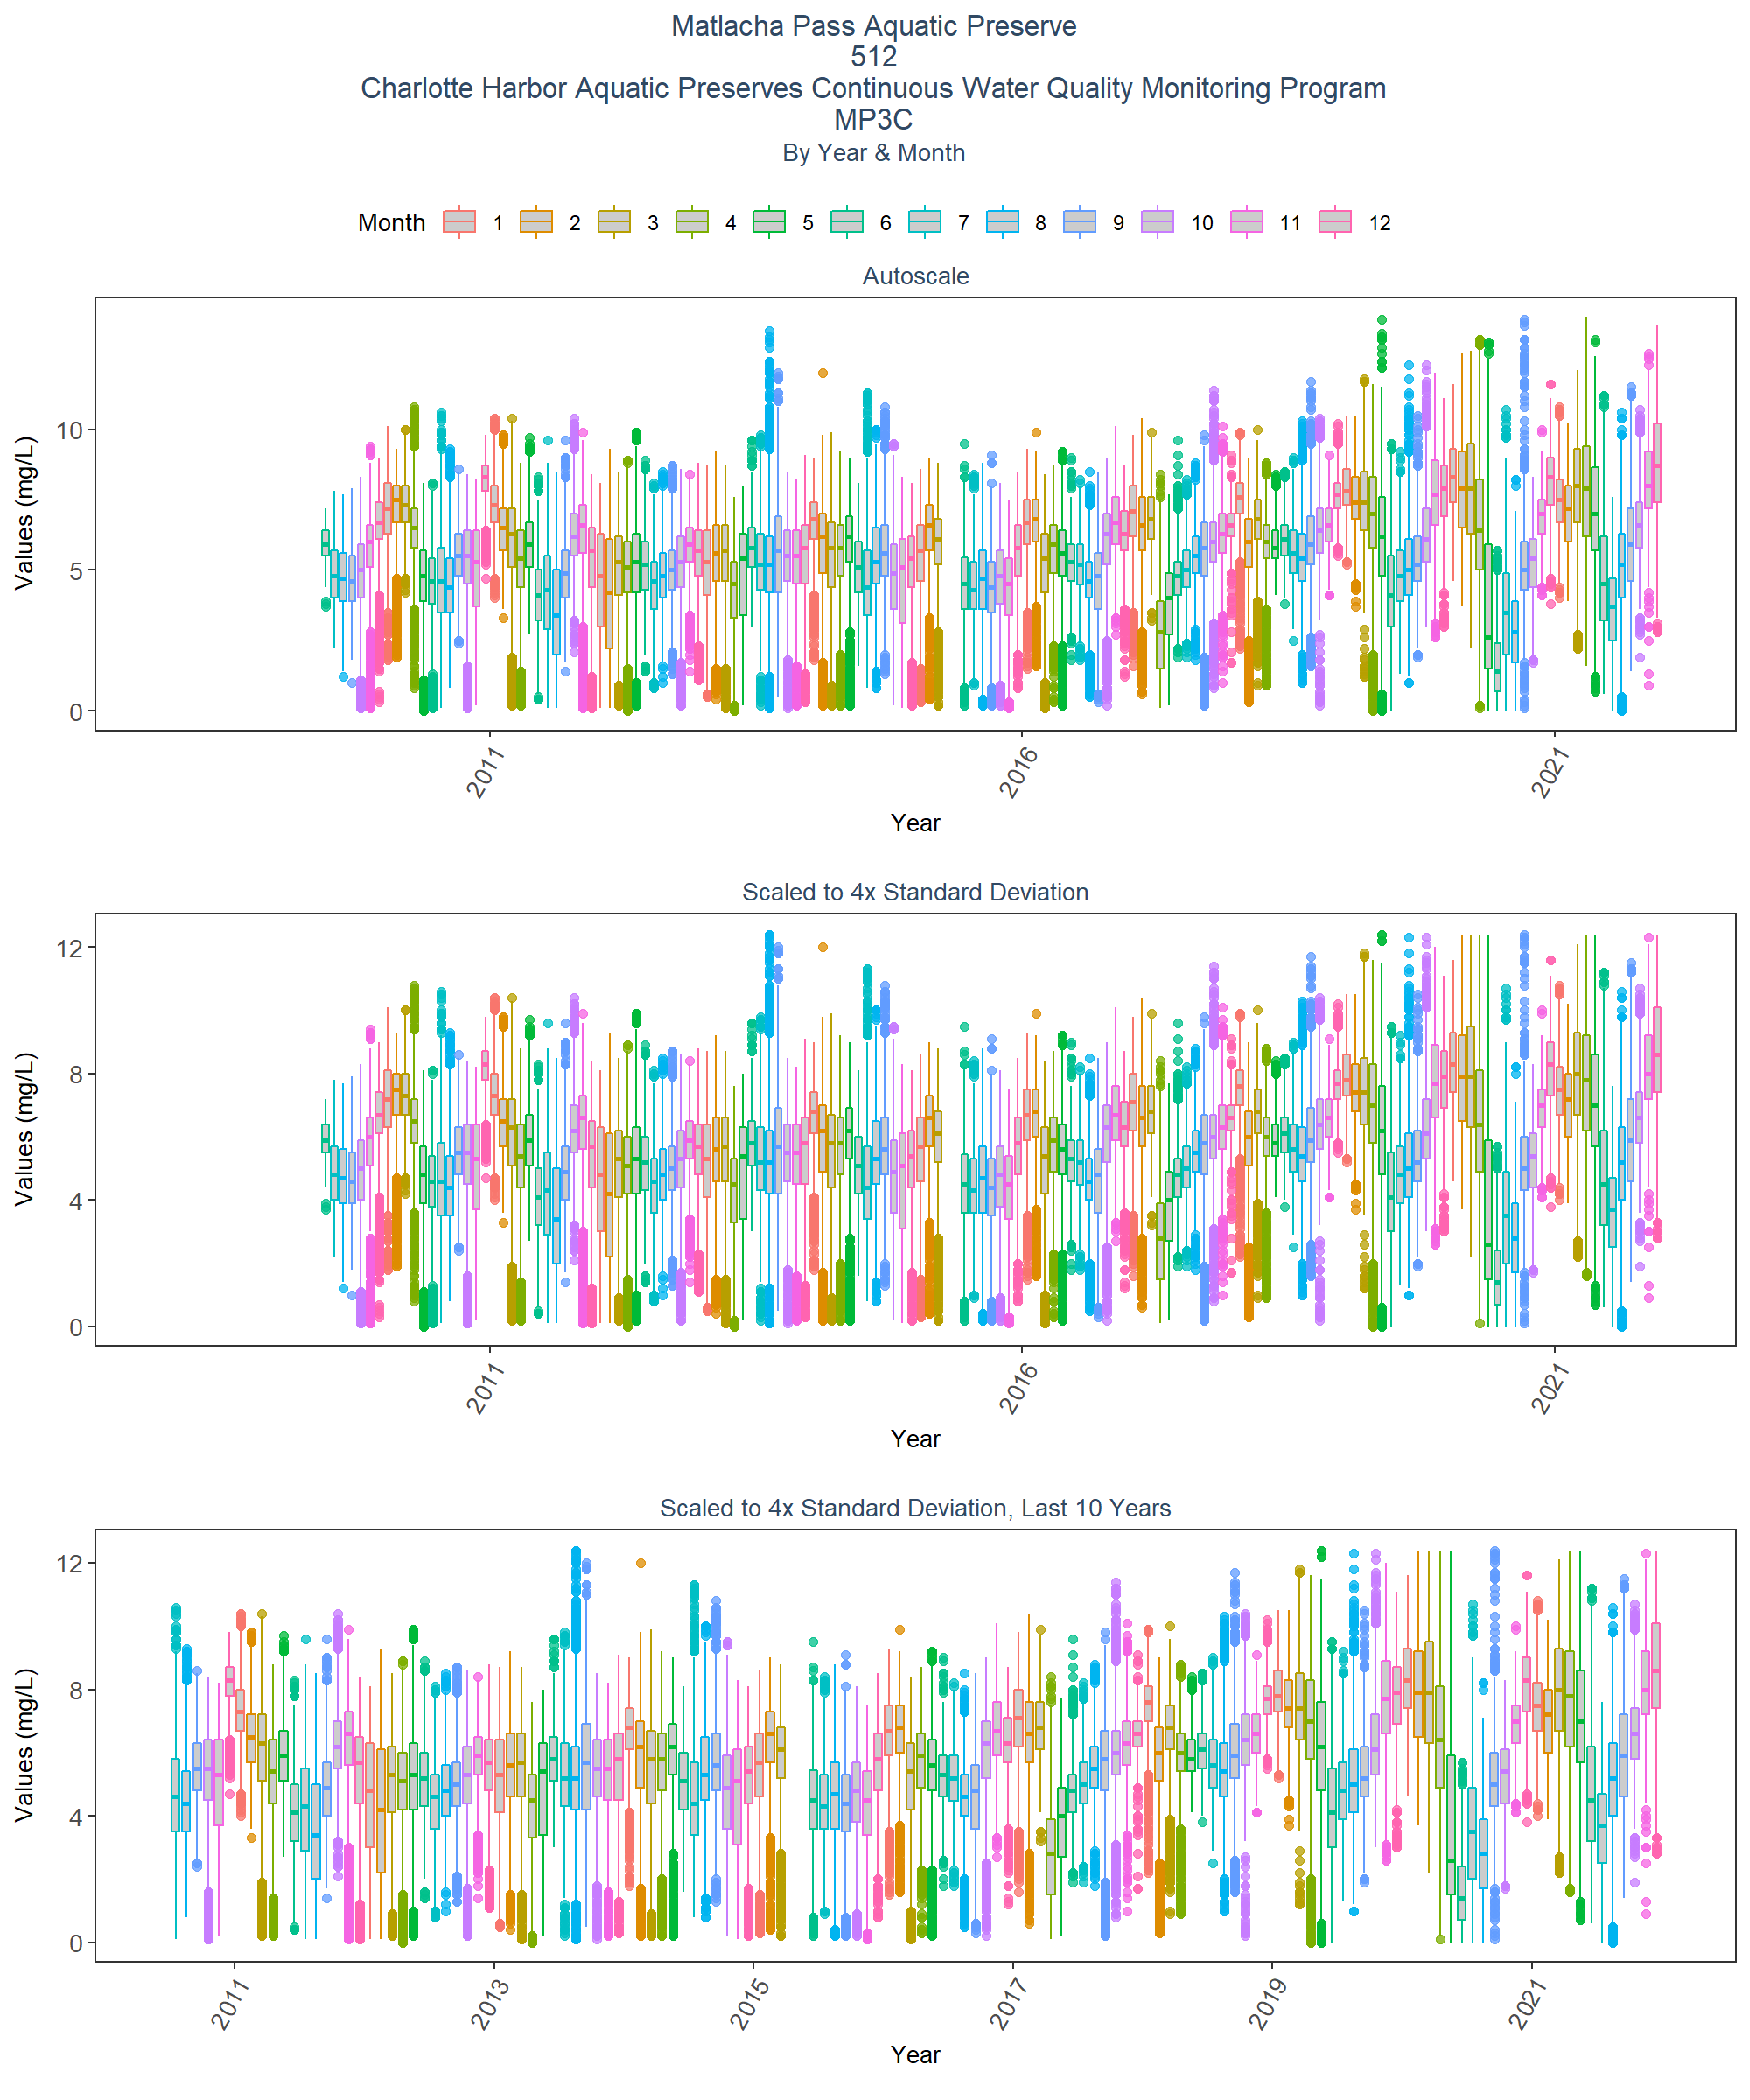 Matlacha Pass Aquatic Preserve
512
Charlotte Harbor Aquatic Preserves Continuous Water Quality Monitoring Program
MP3C
By Year & Month
Month 1 2 3 4 5 6 7 8 9 10 11 12
Autoscale
Values (mg/L)
10
5
0
2011 2016 2021
Year
Scaled to 4x Standard Deviation
Values (mg/L)
12
8
4
0
2011 2016 2021
Year
Scaled to 4x Standard Deviation, Last 10 Years
Values (mg/L)
12
8
4
0
2011 2013 2015 2017 2019 2021
Year